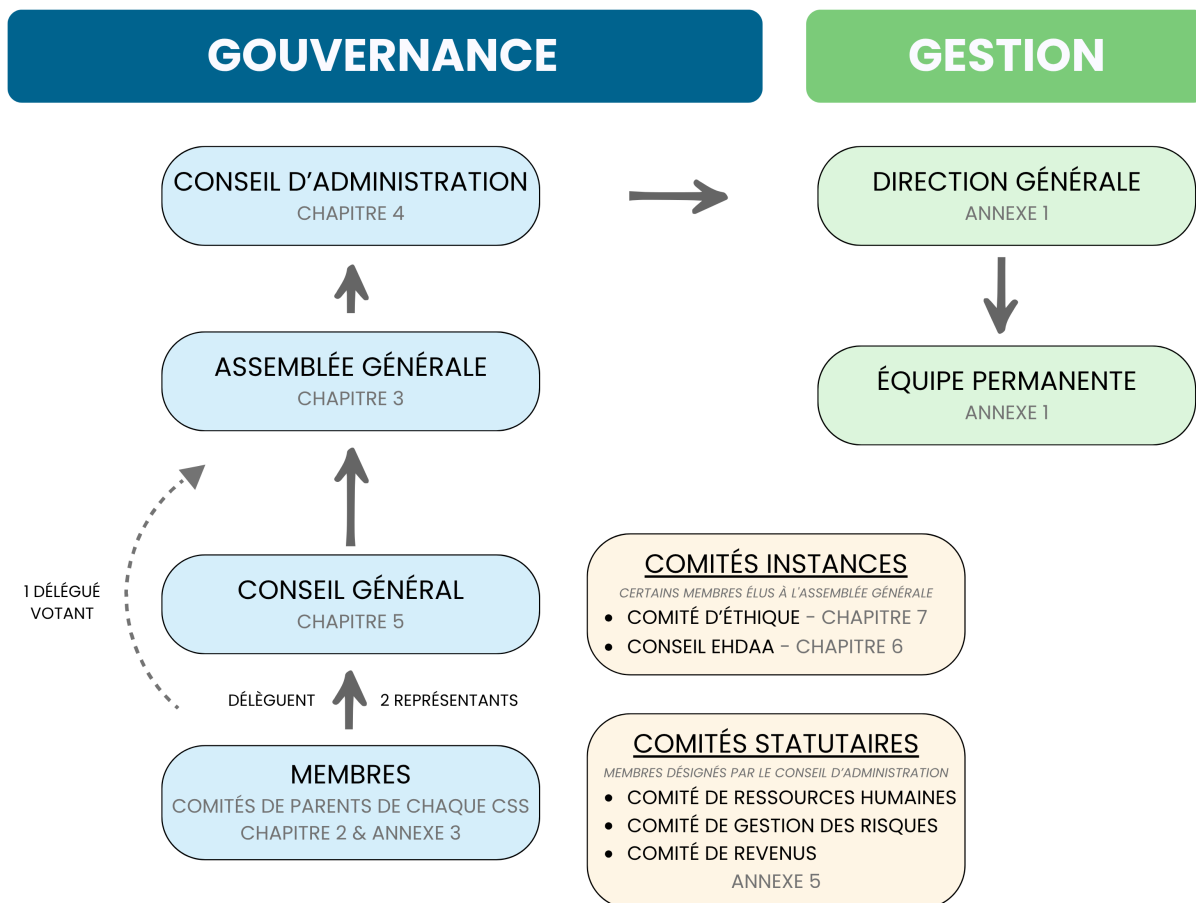 GOUVERNANCE
GESTION
CONSEIL D'ADMINISTRATION
CHAPITRE 4
DIRECTION GÉNÉRALE
ANNEXE 1
ASSEMBLÉE GÉNÉRALE
CHAPITRE 3
ÉQUIPE PERMANENTE
ANNEXE 1
1 DÉLÉGUÉ
VOTANT
CONSEIL GÉNÉRAL
CHAPITRE 5
COMITÉS INSTANCES
CERTAINS MEMBRES ÉLUS À L'ASSEMBLÉE GÉNÉRALE
• COMITÉ D'ÉTHIQUE - CHAPITRE 7
• CONSEIL EHDAA - CHAPITRE 6
DÉLÈGUENT
2 REPRÉSENTANTS
MEMBRES
COMITÉS DE PARENTS DE CHAQUE CSS
CHAPITRE 2 & ANNEXE 3
COMITÉS STATUTAIRES
MEMBRES DÉSIGNÉS PAR LE CONSEIL D'ADMINISTRATION
• COMITÉ DE RESSOURCES HUMAINES
• COMITÉ DE GESTION DES RISQUES
• COMITÉ DE REVENUS
ANNEXE 5